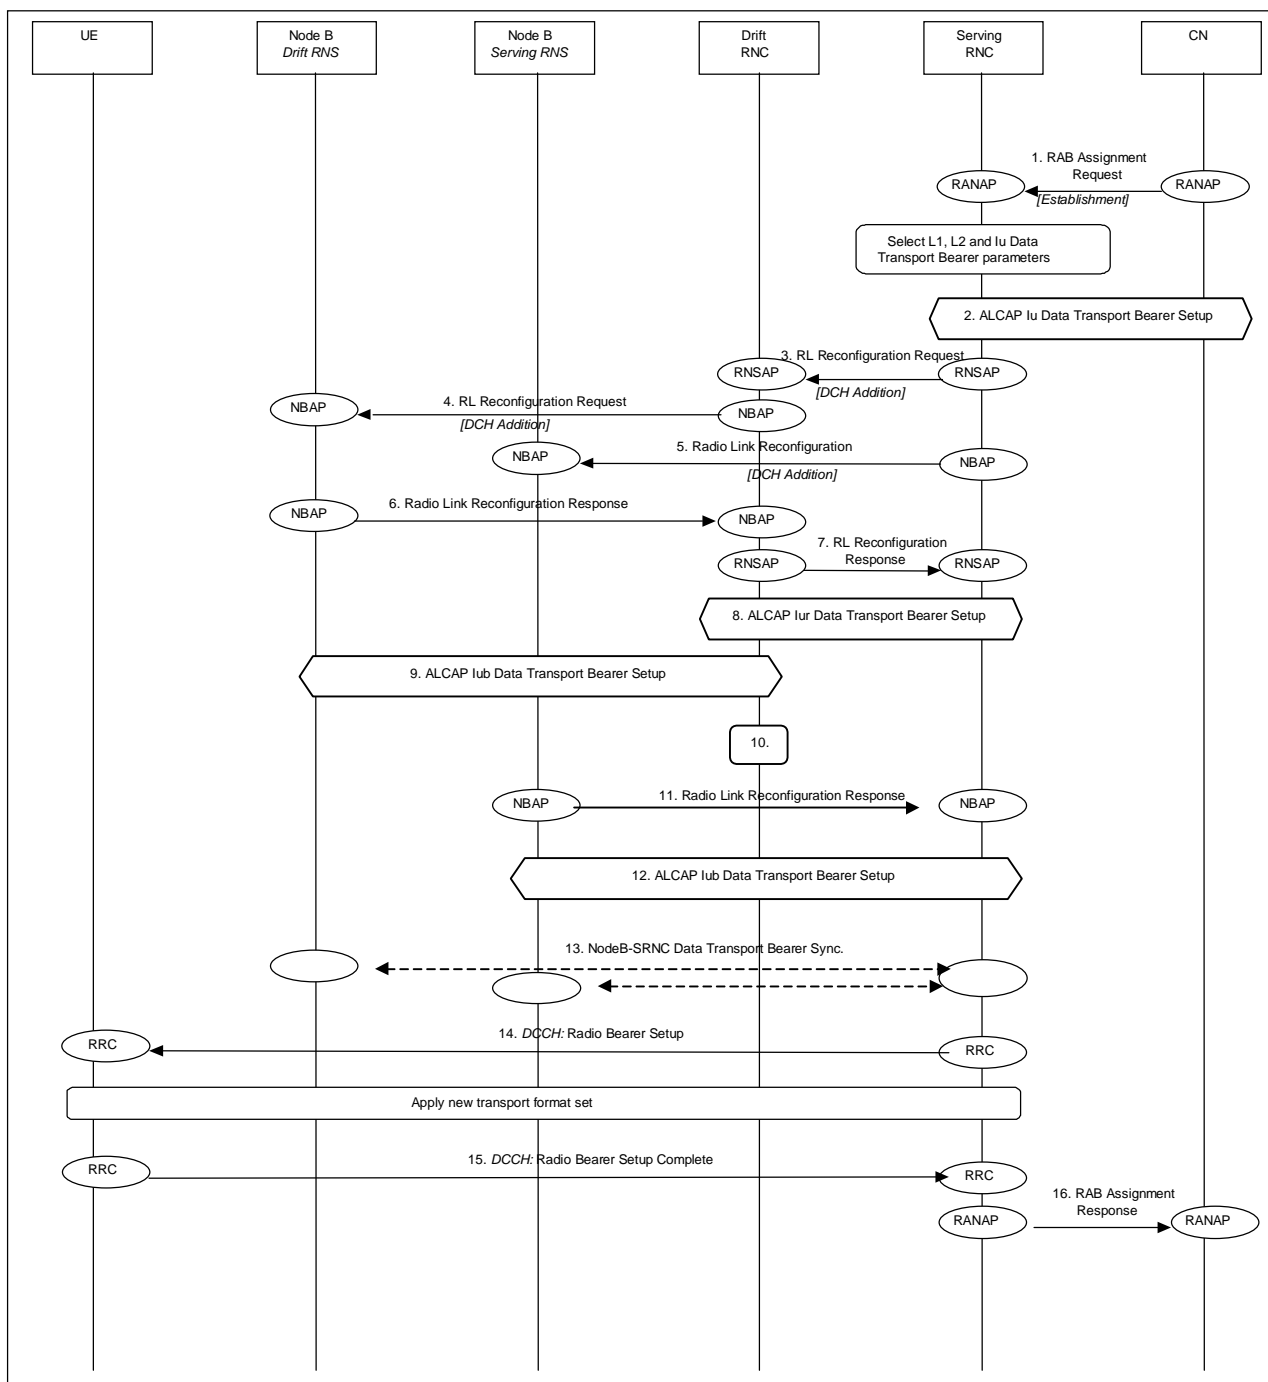 UE
Node B
Drift RNS
Node B
Serving RNS
Drift
RNC
Serving
RNC
CN
1. RAB Assignment
Request
RANAP
RANAP
[Establishment]
Select L1, L2 and Iu Data
Transport Bearer parameters
2. ALCAP Iu Data Transport Bearer Setup
3. RL Reconfiguration Request
RNSAP
RNSAP
[DCH Addition]
4. RL Reconfiguration Request
NBAP
NBAP
[DCH Addition]
5. Radio Link Reconfiguration
NBAP
NBAP
[DCH Addition]
6. Radio Link Reconfiguration Response
NBAP
NBAP
7. RL Reconfiguration
Response
RNSAP
RNSAP
8. ALCAP Iur Data Transport Bearer Setup
9. ALCAP Iub Data Transport Bearer Setup
10.
11. Radio Link Reconfiguration Response
NBAP
NBAP
12. ALCAP Iub Data Transport Bearer Setup
13. NodeB-SRNC Data Transport Bearer Sync.
14. DCCH: Radio Bearer Setup
RRC
RRC
Apply new transport format set
15. DCCH: Radio Bearer Setup Complete
RRC
RRC
16. RAB Assignment
Response
RANAP
RANAP